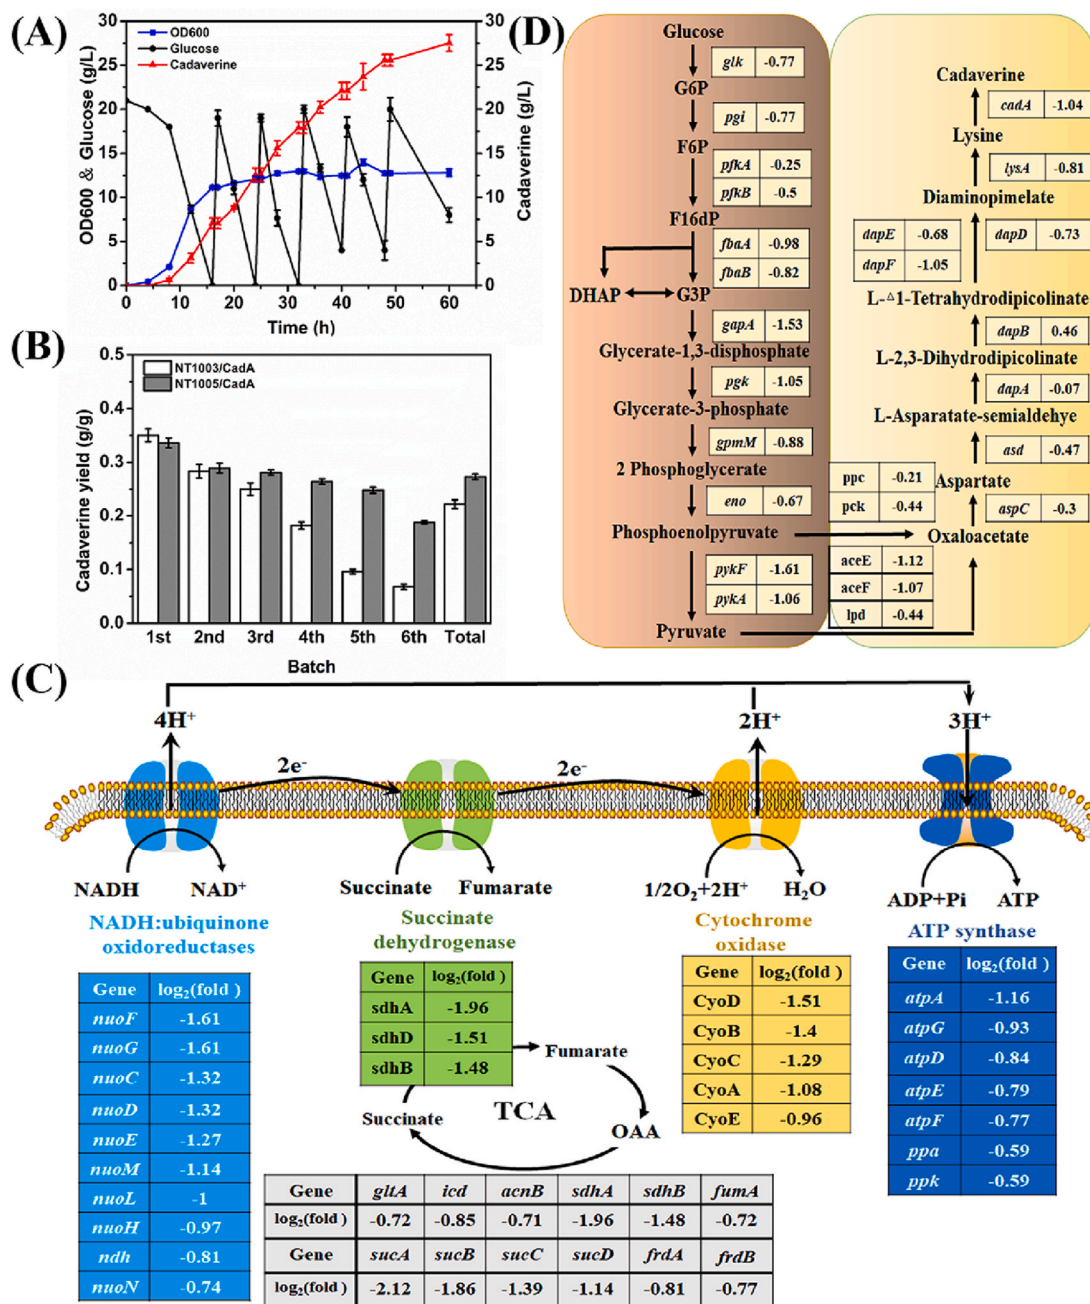 (A)
OD600
Glucose
Cadaverine
OD600 & Glucose (g/L)
Cadaverine (g/L)
30
25
20
15
10
5
0
30
25
20
15
10
5
0
0 10 20 30 40 50 60
Time (h)
(B)
NT1003/CadA
NT1005/CadA
Cadaverine yield (g/g)
0.5
0.4
0.3
0.2
0.1
0.0
1st 2nd 3rd 4th 5th 6th Total
Batch
(D)
Glucose
glk -0.77
G6P
pgi -0.77
F6P
pfkA -0.25
pfkB -0.5
F16dP
fbaA -0.98
fbaB -0.82
DHAP
G3P
gapA -1.53
Glycerate-1,3-disphosphate
pgk -1.05
Glycerate-3-phosphate
gpmM -0.88
2 Phosphoglycerate
eno -0.67
Phosphoenolpyruvate
pykF -1.61
pykA -1.06
Pyruvate
ppc -0.21
pck -0.44
aceE -1.12
aceF -1.07
lpd -0.44
Cadaverine
cadA -1.04
Lysine
lysA -0.81
Diaminopimelate
dapE -0.68
dapF -1.05
dapD -0.73
L-△1-Tetrahydrodipicolinate
dapB 0.46
L-2,3-Dihydrodipicolinate
dapA -0.07
L-Asparatate-semialdehye
asd -0.47
Aspartate
aspC -0.3
Oxaloacetate
(C)
4H⁺
2H⁺
3H⁺
2e⁻
2e⁻
NADH NAD⁺
Succinate Fumarate
1/2O₂+2H⁺ H₂O
ADP+Pi ATP
NADH:ubiquinone
oxidoreductases
Gene log₂(fold )
nuoF -1.61
nuoG -1.61
nuoC -1.32
nuoD -1.32
nuoE -1.27
nuoM -1.14
nuoL -1
nuoH -0.97
ndh -0.81
nuoN -0.74
Succinate
dehydrogenase
Gene log₂(fold )
sdhA -1.96
sdhD -1.51
sdhB -1.48
Fumarate
Succinate
TCA
OAA
Cytochrome
oxidase
Gene log₂(fold )
CyoD -1.51
CyoB -1.4
CyoC -1.29
CyoA -1.08
CyoE -0.96
ATP synthase
Gene log₂(fold )
atpA -1.16
atpG -0.93
atpD -0.84
atpE -0.79
atpF -0.77
ppa -0.59
ppk -0.59
Gene gltA icd acnB sdhA sdhB fumA
log₂(fold ) -0.72 -0.85 -0.71 -1.96 -1.48 -0.72
Gene sucA sucB sucC sucD frdA frdB
log₂(fold ) -2.12 -1.86 -1.39 -1.14 -0.81 -0.77